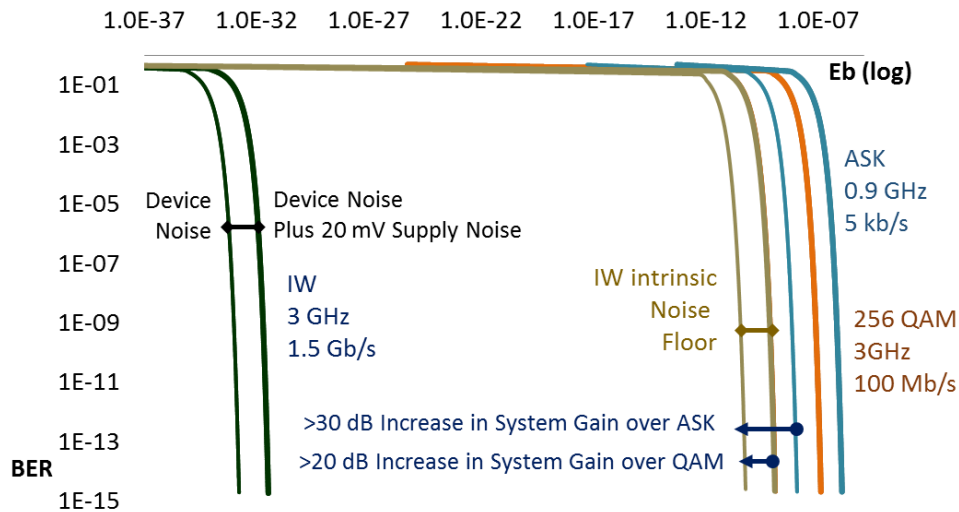 1.0E-37 1.0E-32 1.0E-27 1.0E-22 1.0E-17 1.0E-12 1.0E-07
Eb (log)
1E-01
1E-03
1E-05
1E-07
1E-09
1E-11
1E-13
BER
1E-15
Device
Noise
Device Noise
Plus 20 mV Supply Noise
IW
3 GHz
1.5 Gb/s
IW intrinsic
Noise
Floor
ASK
0.9 GHz
5 kb/s
256 QAM
3GHz
100 Mb/s
>30 dB Increase in System Gain over ASK
>20 dB Increase in System Gain over QAM